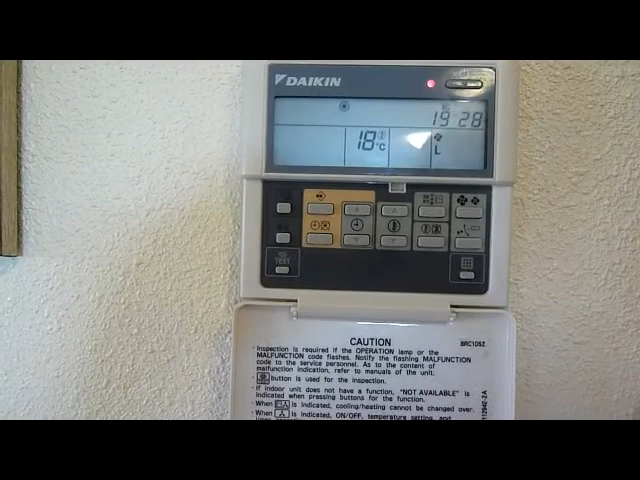 DAIKIN
19:28
18 °C
L
TEST
CAUTION
BRC1D52
· Inspection is required if the OPERATION lamp or the
MALFUNCTION code flashes. Notify the flashing MALFUNCTION
code to the service personnel. As to the content of
malfunction indication, refer to manuals of the unit.
· button is used for the inspection.
· If indoor unit does not have a function, "NOT AVAILABLE" is
indicated when pressing buttons for the function.
· When is indicated, cooling/heating cannot be changed over.
· When is indicated, ON/OFF, temperature setting, and